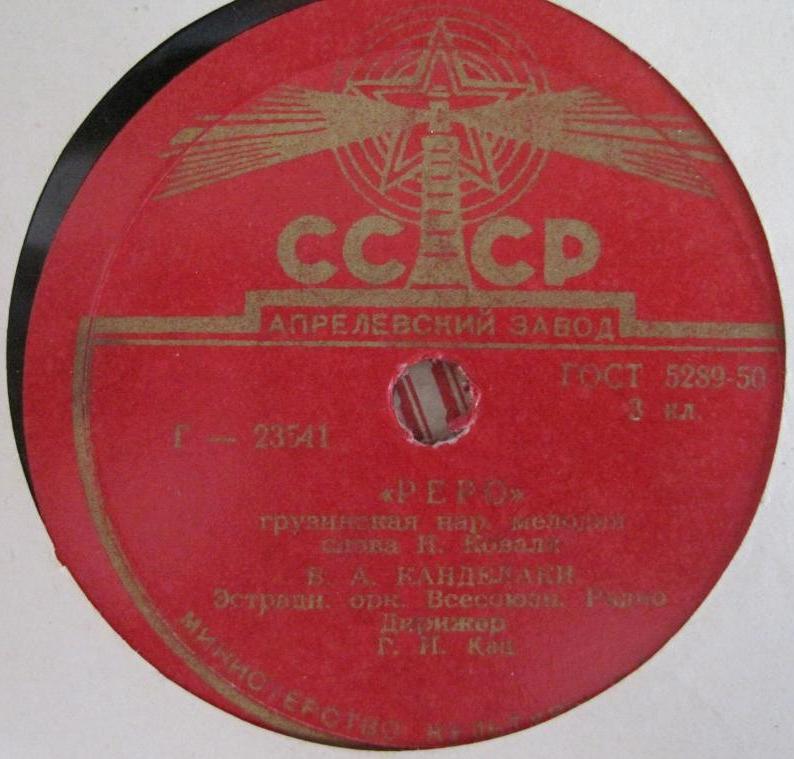 СССР
АПРЕЛЕВСКИЙ ЗАВОД
ГОСТ 5289-50
3 кл.
Г — 23541
«РЕРО»
грузинская нар. мелодия
слова Н. Коваля
В. А. КАНДЕЛАКИ
Эстрадн. орк. Всесоюзн. Радио
Дирижер
Г. И. Кац
МИНИСТЕРСТВО